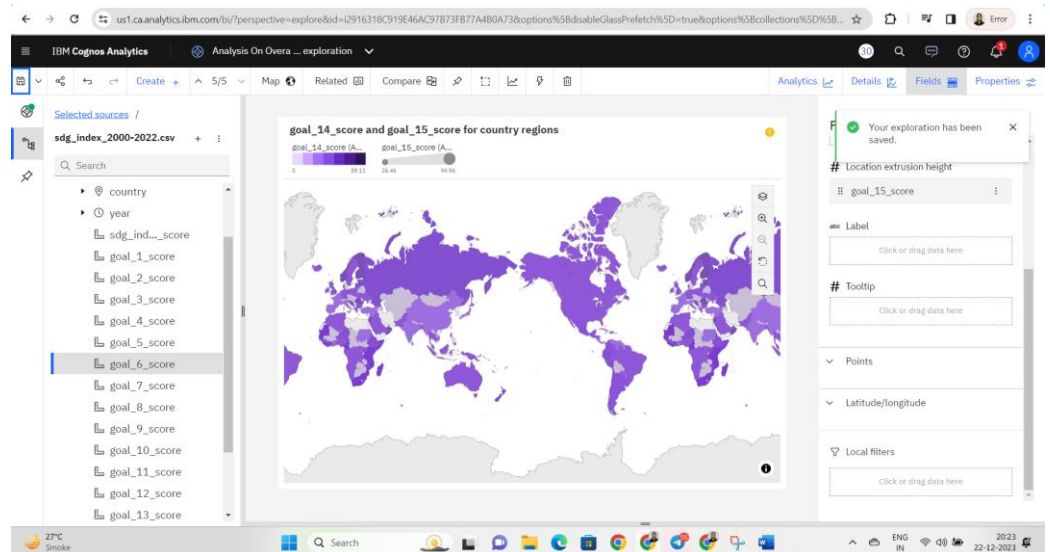 us1.ca.analytics.ibm.com/bi/?perspective=explore&id=i2916318C919E46AC97B73FB77A4B0A73&options%5BdisableGlassPrefetch%5D=true&options%5Bcollections%5D%5B...
Error
IBM Cognos Analytics
Analysis On Overa ... exploration
30
1
Create +
5/5
Map
Related
Compare
Analytics
Details
Fields
Properties
Selected sources /
sdg_index_2000-2022.csv
Search
country
year
sdg_ind..._score
goal_1_score
goal_2_score
goal_3_score
goal_4_score
goal_5_score
goal_6_score
goal_7_score
goal_8_score
goal_9_score
goal_10_score
goal_11_score
goal_12_score
goal_13_score
goal_14_score and goal_15_score for country regions
goal_14_score (A...
goal_15_score (A...
0
89.11
26.46
94.96
F
Your exploration has been
saved.
# Location extrusion height
goal_15_score
abc Label
Click or drag data here
# Tooltip
Click or drag data here
Points
Latitude/longitude
Local filters
Click or drag data here
27°C
Smoke
Search
ENG
IN
20:23
22-12-2023